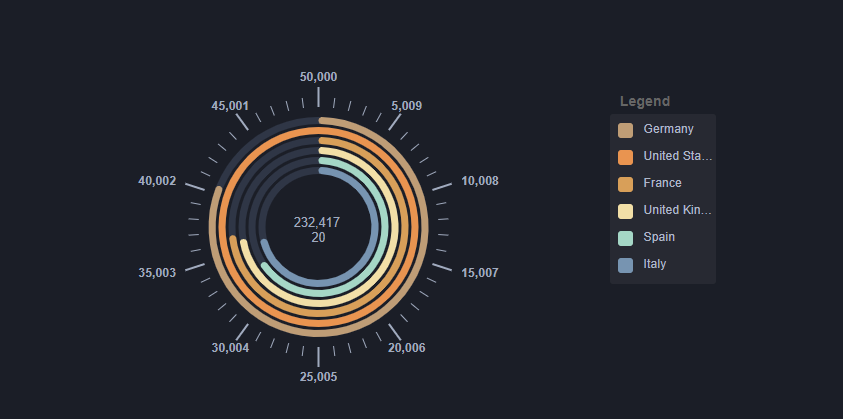 50,000
45,001
5,009
40,002
10,008
232,417
20
35,003
15,007
30,004
20,006
25,005
Legend
Germany
United Sta...
France
United Kin...
Spain
Italy